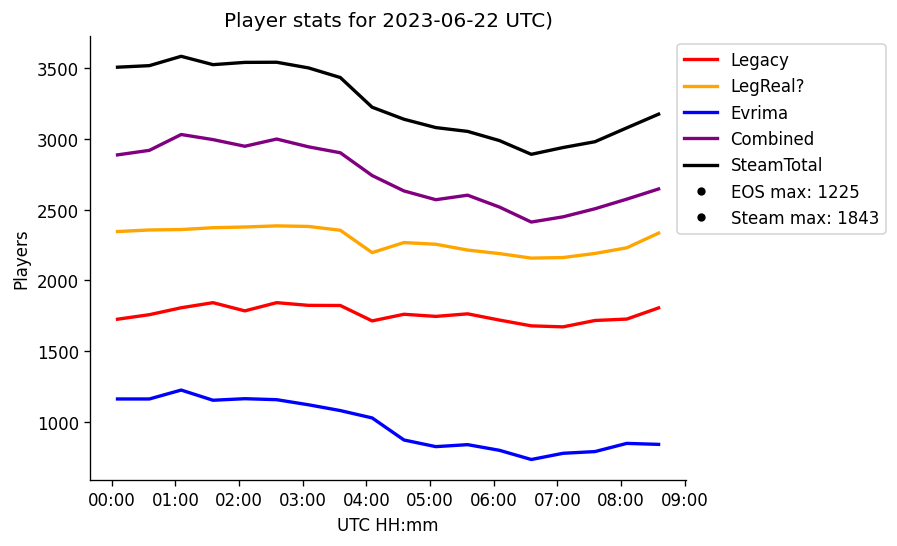 Player stats for 2023-06-22 UTC)
Legacy
LegReal?
Evrima
Combined
SteamTotal
EOS max: 1225
Steam max: 1843
Players
3500
3000
2500
2000
1500
1000
00:00 01:00 02:00 03:00 04:00 05:00 06:00 07:00 08:00 09:00
UTC HH:mm